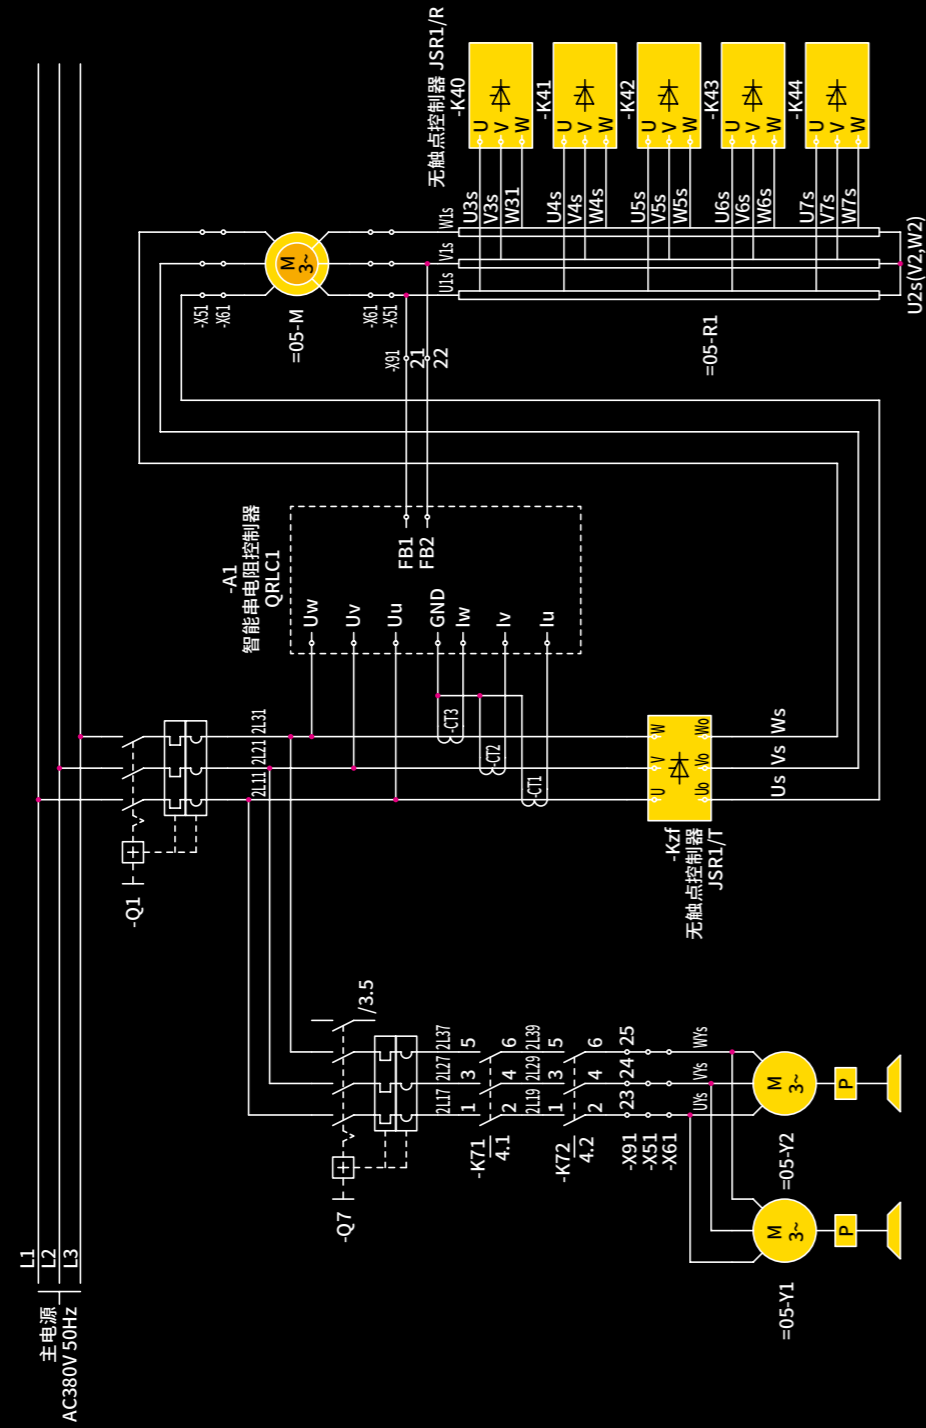 主电源
AC380V 50Hz
L1
L2
L3
-Q1
2L11
2L21
2L31
-A1
智能串电阻控制器
QRLC1
Uw
Uv
Uu
GND
Iw
Iv
Iu
FB1
FB2
-CT3
-CT2
-CT1
-X91
21
22
-X51
-X61
M
3~
=05-M
-X61
-X51
W1s
V1s
U1s
无触点控制器 JSR1/R
-K40
U
V
W
-K41
U
V
W
-K42
U
V
W
-K43
U
V
W
-K44
U
V
W
U3s
V3s
W31
U4s
V4s
W4s
U5s
V5s
W5s
U6s
V6s
W6s
U7s
V7s
W7s
U2s(V2,W2)
=05-R1
U
V
W
Uo
Vo
Wo
-Kzf
无触点控制器
JSR1/T
Us
Vs
Ws
-Q7
/3.5
2L17
2L27
2L37
1
3
5
-K71
4.1
2
4
6
2L19
2L29
2L39
1
3
5
-K72
4.2
2
4
6
-X91
23
24
25
-X51
-X61
UYs
VYs
WYs
M
3~
P
=05-Y2
M
3~
P
=05-Y1